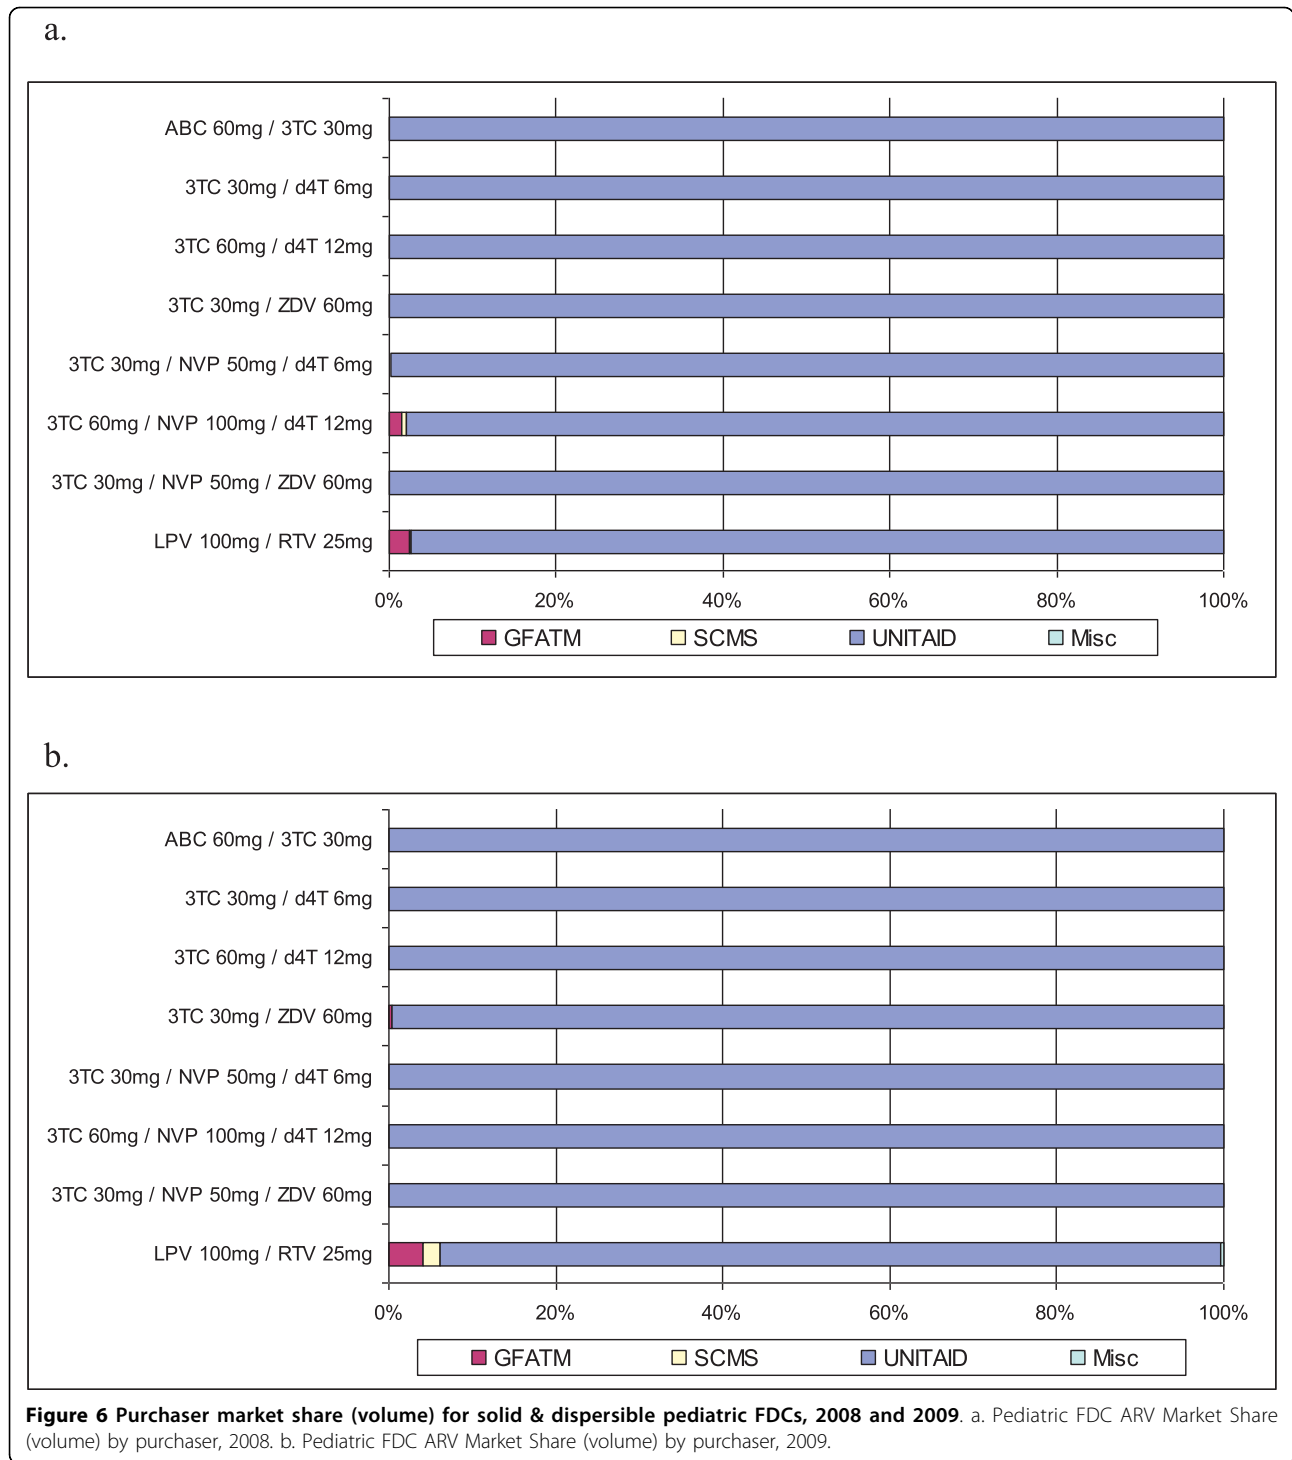 a.
ABC 60mg / 3TC 30mg
3TC 30mg / d4T 6mg
3TC 60mg / d4T 12mg
3TC 30mg / ZDV 60mg
3TC 30mg / NVP 50mg / d4T 6mg
3TC 60mg / NVP 100mg / d4T 12mg
3TC 30mg / NVP 50mg / ZDV 60mg
LPV 100mg / RTV 25mg
0% 20% 40% 60% 80% 100%
GFATM SCMS UNITAID Misc
b.
ABC 60mg / 3TC 30mg
3TC 30mg / d4T 6mg
3TC 60mg / d4T 12mg
3TC 30mg / ZDV 60mg
3TC 30mg / NVP 50mg / d4T 6mg
3TC 60mg / NVP 100mg / d4T 12mg
3TC 30mg / NVP 50mg / ZDV 60mg
LPV 100mg / RTV 25mg
0% 20% 40% 60% 80% 100%
GFATM SCMS UNITAID Misc
Figure 6 Purchaser market share (volume) for solid & dispersible pediatric FDCs, 2008 and 2009. a. Pediatric FDC ARV Market Share
(volume) by purchaser, 2008. b. Pediatric FDC ARV Market Share (volume) by purchaser, 2009.